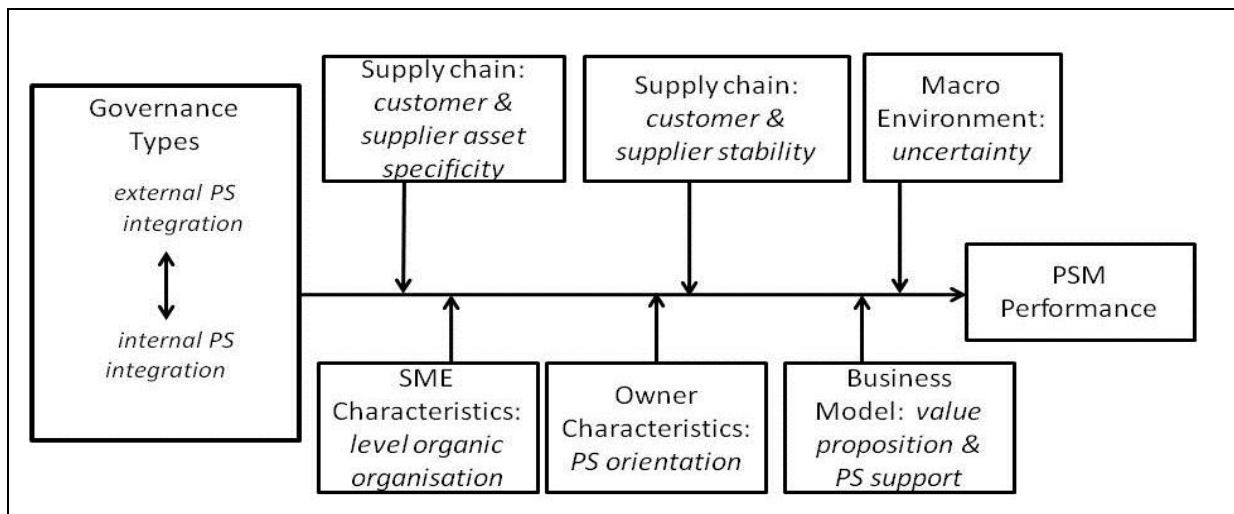 Governance
Types
external PS
integration
internal PS
integration
Supply chain:
customer &
supplier asset
specificity
Supply chain:
customer &
supplier stability
Macro
Environment:
uncertainty
PSM
Performance
SME
Characteristics:
level organic
organisation
Owner
Characteristics:
PS orientation
Business
Model: value
proposition &
PS support